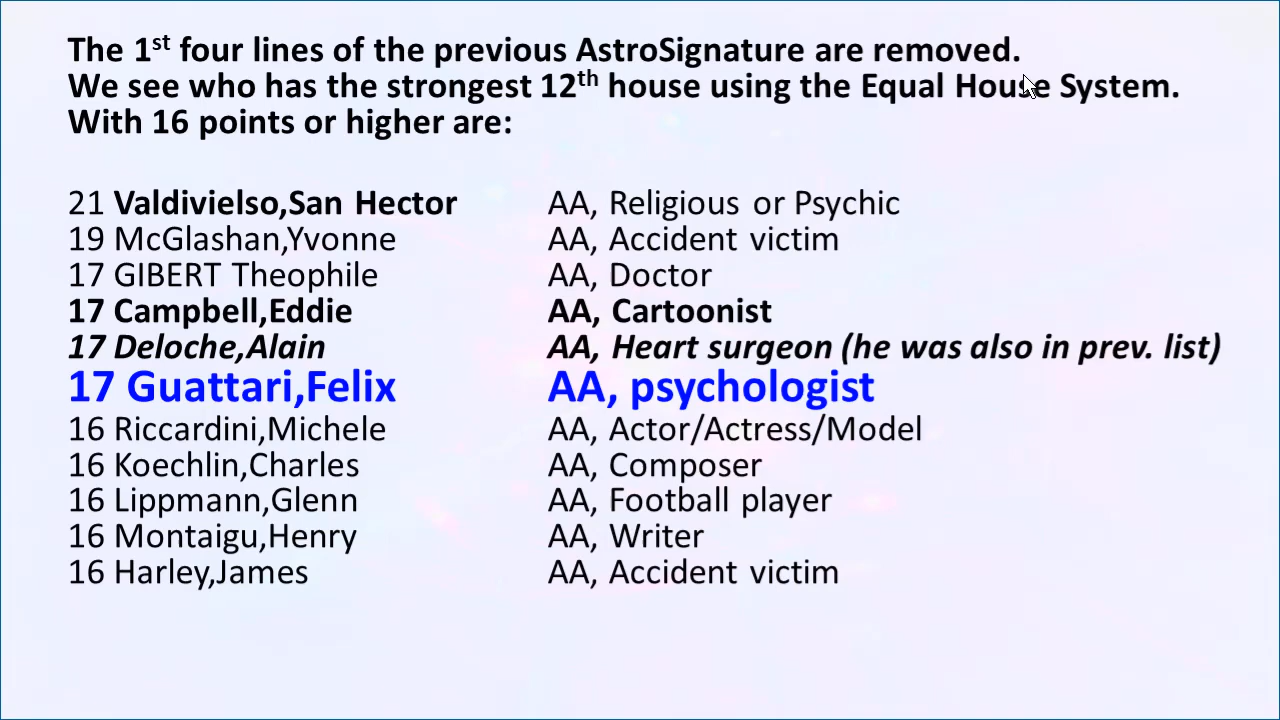 The 1st four lines of the previous AstroSignature are removed.
We see who has the strongest 12th house using the Equal House System.
With 16 points or higher are:
21 Valdivielso,San Hector AA, Religious or Psychic
19 McGlashan,Yvonne AA, Accident victim
17 GIBERT Theophile AA, Doctor
17 Campbell,Eddie AA, Cartoonist
17 Deloche,Alain AA, Heart surgeon (he was also in prev. list)
17 Guattari,Felix AA, psychologist
16 Riccardini,Michele AA, Actor/Actress/Model
16 Koechlin,Charles AA, Composer
16 Lippmann,Glenn AA, Football player
16 Montaigu,Henry AA, Writer
16 Harley,James AA, Accident victim